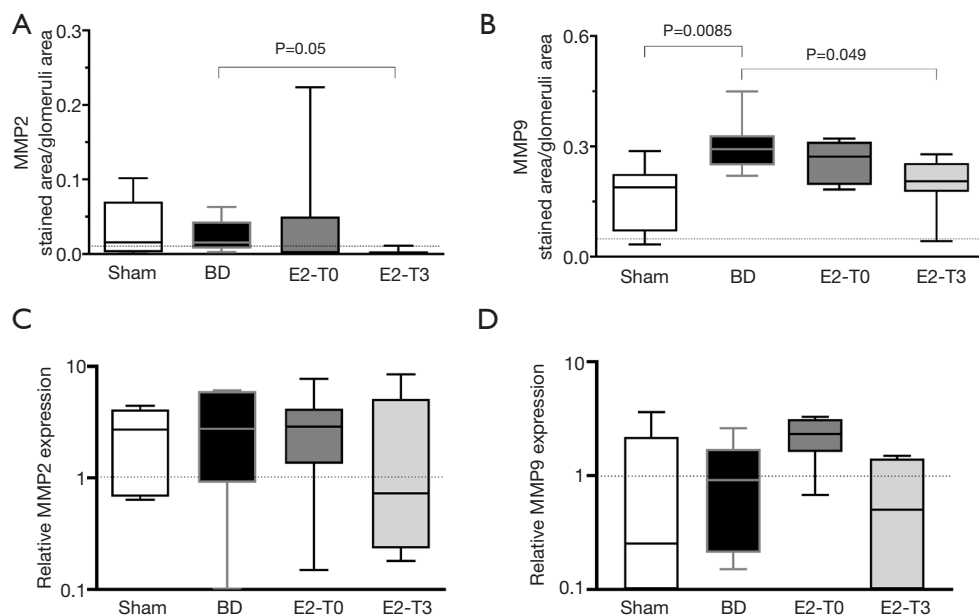 A
P=0.05
MMP2
stained area/glomeruli area
0.3
0.2
0.1
0.0
Sham
BD
E2-T0
E2-T3
B
P=0.0085
P=0.049
MMP9
stained area/glomeruli area
0.6
0.3
0.0
Sham
BD
E2-T0
E2-T3
C
Relative MMP2 expression
10
1
0.1
Sham
BD
E2-T0
E2-T3
D
Relative MMP9 expression
10
1
0.1
Sham
BD
E2-T0
E2-T3